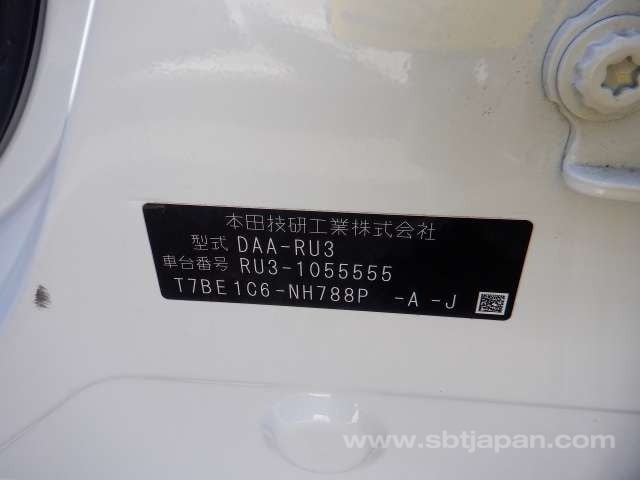 本田技研工業株式会社
型式 DAA-RU3
車台番号 RU3-1055555
T7BE1C6-NH788P -A-J
www.sbtjapan.com